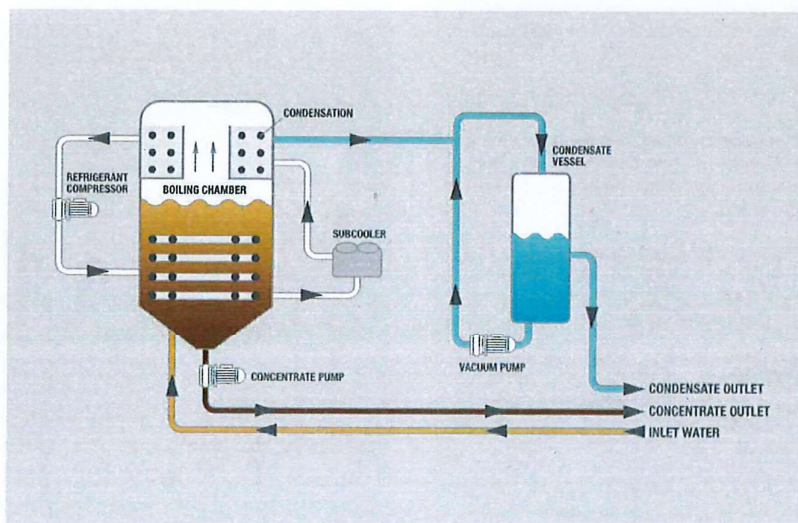 CONDENSATION
CONDENSATE
VESSEL
REFRIGERANT
COMPRESSOR
BOILING CHAMBER
SUBCOOLER
VACUUM PUMP
CONCENTRATE PUMP
CONDENSATE OUTLET
CONCENTRATE OUTLET
INLET WATER